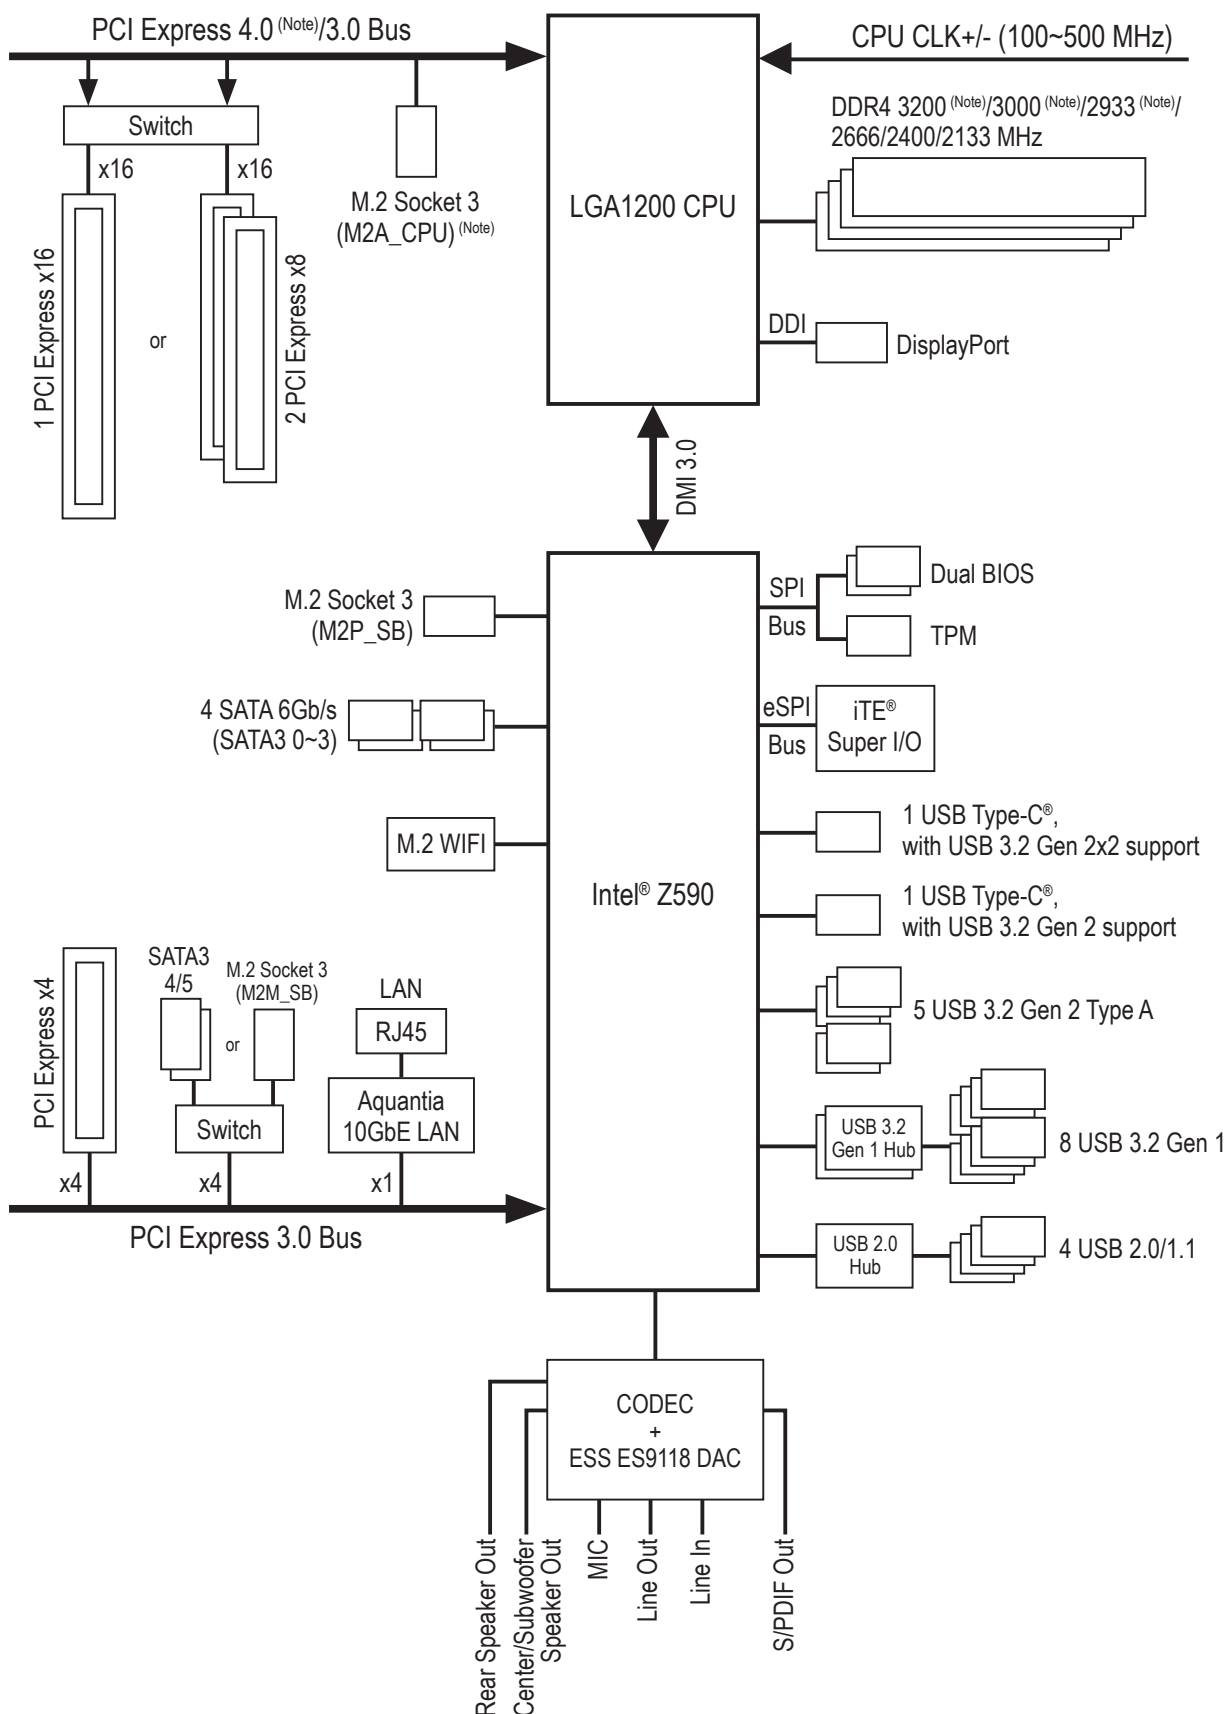 PCI Express 4.0 (Note)/3.0 Bus
CPU CLK+/- (100~500 MHz)
Switch
x16
x16
1 PCI Express x16
or
2 PCI Express x8
M.2 Socket 3
(M2A_CPU) (Note)
LGA1200 CPU
DDR4 3200 (Note)/3000 (Note)/2933 (Note)/
2666/2400/2133 MHz
DDI
DisplayPort
DMI 3.0
M.2 Socket 3
(M2P_SB)
4 SATA 6Gb/s
(SATA3 0~3)
M.2 WIFI
Intel® Z590
SPI
Bus
Dual BIOS
TPM
eSPI
Bus
iTE®
Super I/O
1 USB Type-C®,
with USB 3.2 Gen 2x2 support
1 USB Type-C®,
with USB 3.2 Gen 2 support
5 USB 3.2 Gen 2 Type A
USB 3.2
Gen 1 Hub
8 USB 3.2 Gen 1
USB 2.0
Hub
4 USB 2.0/1.1
PCI Express x4
SATA3
4/5
or
M.2 Socket 3
(M2M_SB)
Switch
LAN
RJ45
Aquantia
10GbE LAN
x4
x4
x1
PCI Express 3.0 Bus
CODEC
+
ESS ES9118 DAC
Rear Speaker Out
Center/Subwoofer
Speaker Out
MIC
Line Out
Line In
S/PDIF Out